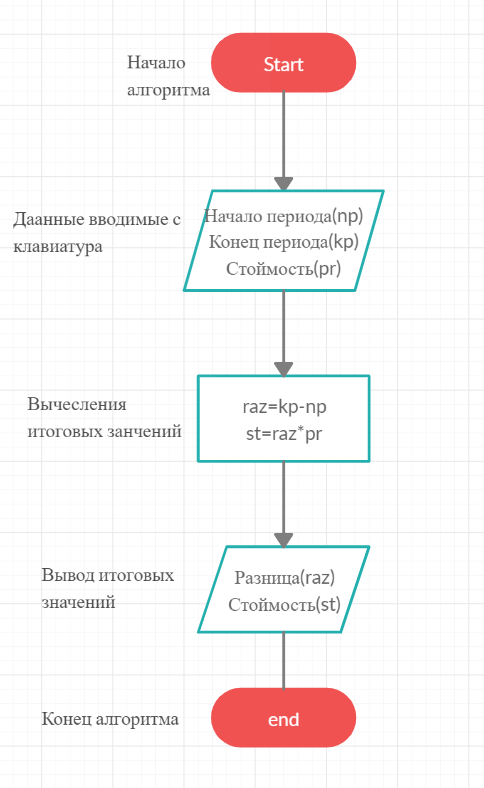 Начало
алгоритма
Start
Даанные вводимые с
клавиатура
Начало периода(np)
Конец периода(kp)
Стоймость(pr)
Вычесления
итоговых занчений
raz=kp-np
st=raz*pr
Вывод итоговых
значений
Разница(raz)
Стоймость(st)
Конец алгоритма
end